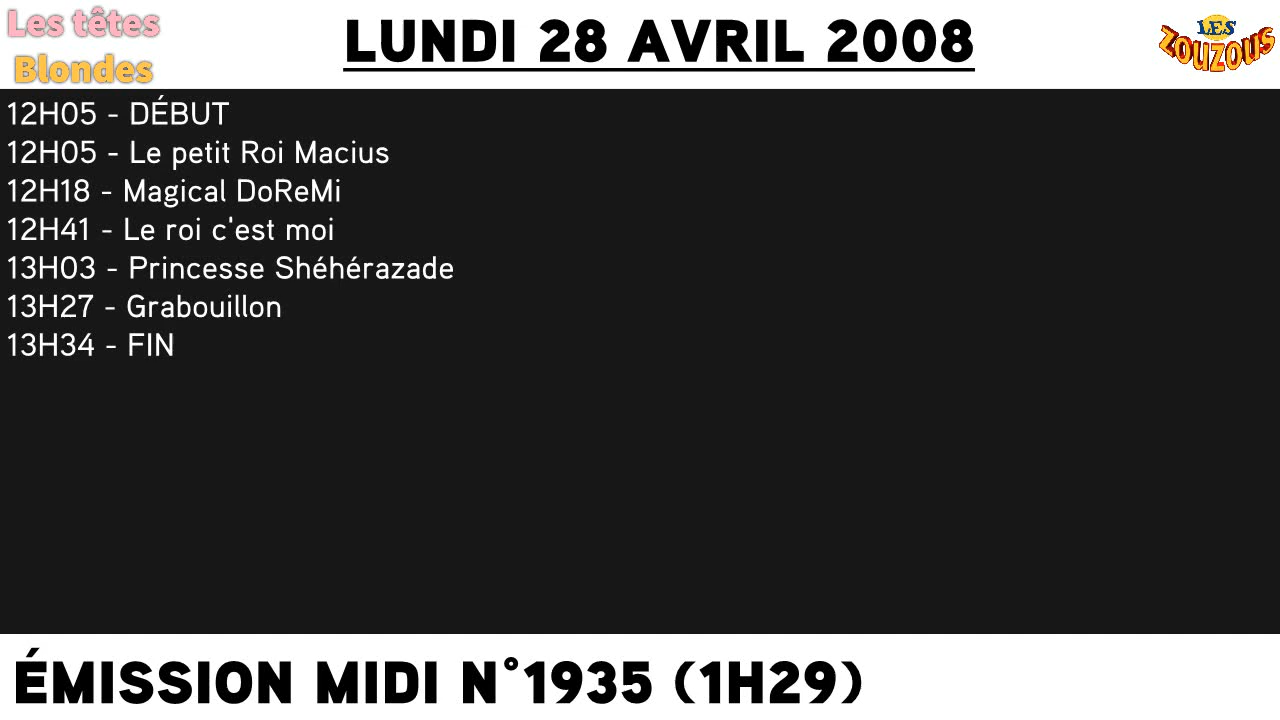 Les têtes
Blondes
LUNDI 28 AVRIL 2008
LES
ZOUZOUS
12H05 - DÉBUT
12H05 - Le petit Roi Macius
12H18 - Magical DoReMi
12H41 - Le roi c'est moi
13H03 - Princesse Shéhérazade
13H27 - Grabouillon
13H34 - FIN
ÉMISSION MIDI N°1935 (1H29)